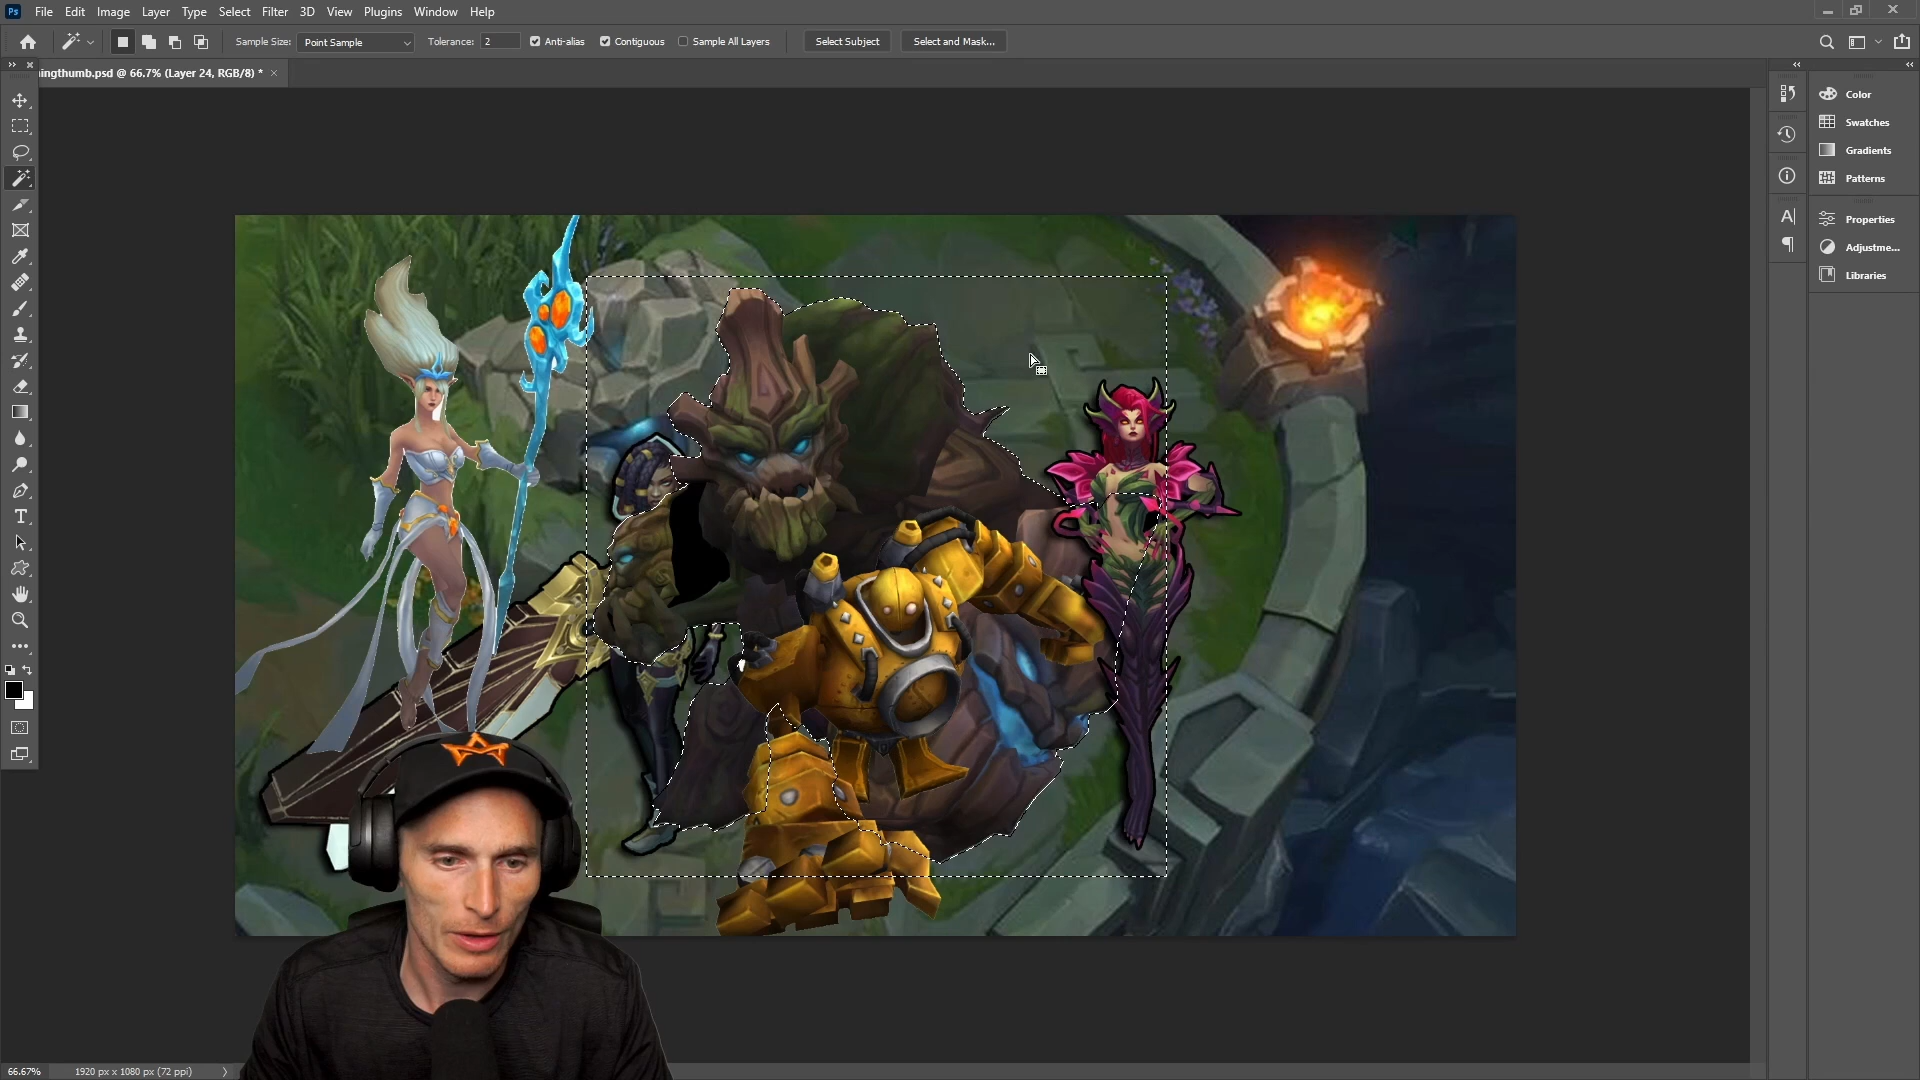 Ps File Edit Image Layer Type Select Filter 3D View Plugins Window Help
Sample Size: Point Sample Tolerance: 2 Anti-alias Contiguous Sample All Layers Select Subject Select and Mask...
ingthumb.psd @ 66.7% (Layer 24, RGB/8) *
Color
Swatches
Gradients
Patterns
Properties
Adjustme...
Libraries
66.67% 1920 px x 1080 px (72 ppi)